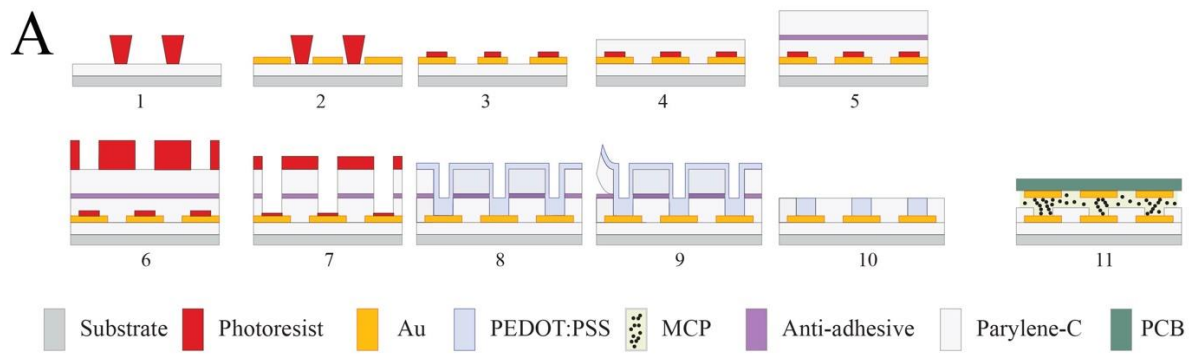 A
1 2 3 4 5
6 7 8 9 10 11
Substrate Photoresist Au PEDOT:PSS MCP Anti-adhesive Parylene-C PCB